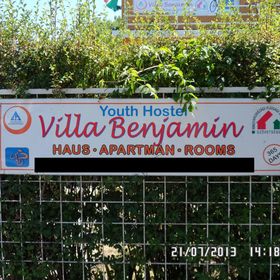 Youth Hostel
Villa Benjamin
HAUS · APARTMAN · ROOMS
365
DAYS
21/07/2013 14:18